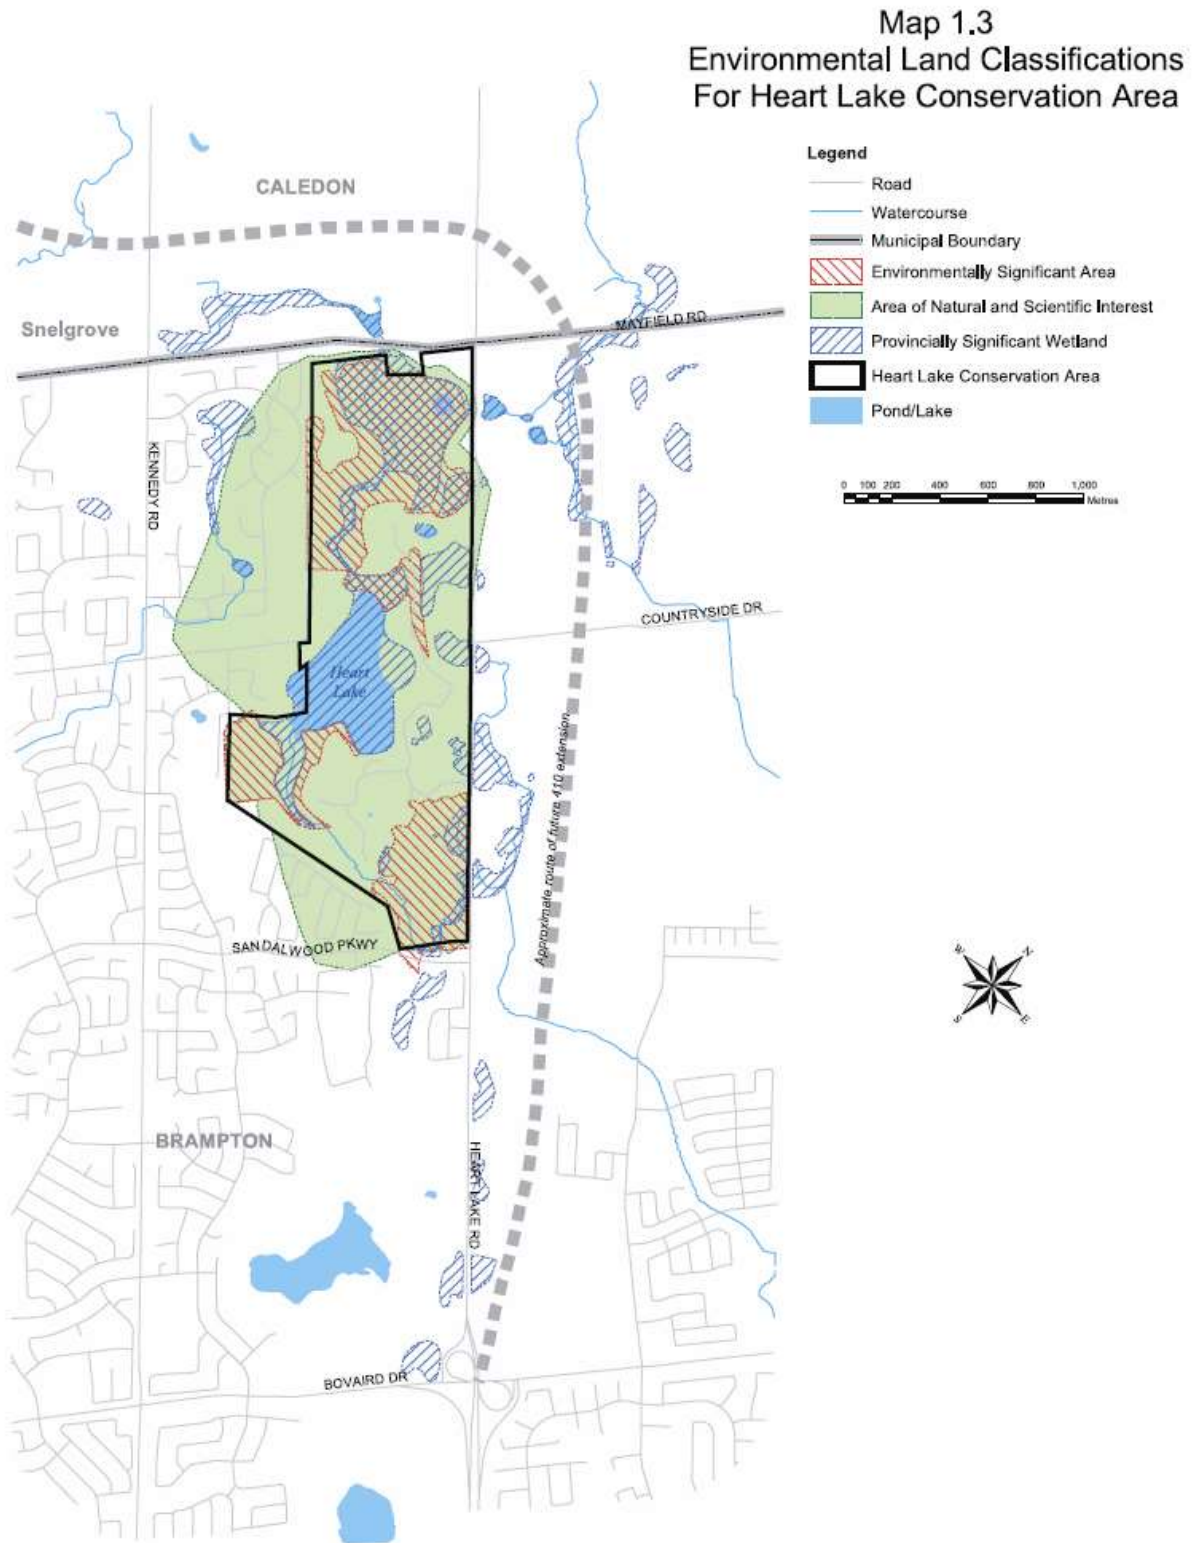 Map 1.3
Environmental Land Classifications
For Heart Lake Conservation Area
Legend
Road
Watercourse
Municipal Boundary
Environmentally Significant Area
Area of Natural and Scientific Interest
Provincially Significant Wetland
Heart Lake Conservation Area
Pond/Lake
0 100 200 400 600 800 1,000
Metres
CALEDON
Snelgrove
MAYFIELD RD
KENNEDY RD
COUNTRYSIDE DR
Heart
Lake
Approximate route of future 410 extension
SANDALWOOD PKWY
W N
S E
BRAMPTON
HEART LAKE RD
BOVAIRD DR